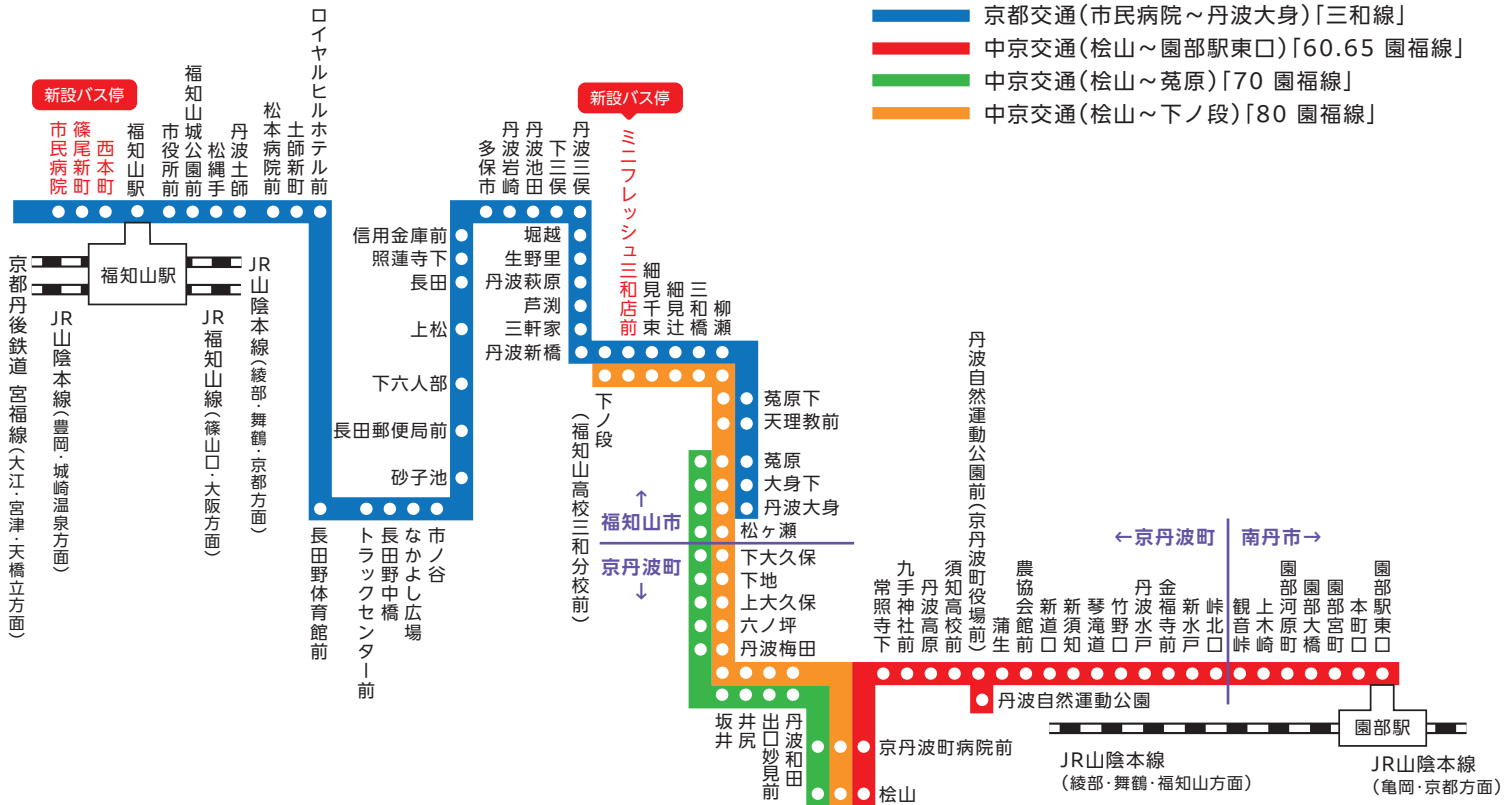 京都交通(市民病院〜丹波大身)「三和線」
中京交通(桧山〜園部駅東口)「60.65 園福線」
中京交通(桧山〜菟原)「70 園福線」
中京交通(桧山〜下ノ段)「80 園福線」
新設バス停
市民病院
篠尾新町
西本町
福知山駅
市役所前
福知山城公園前
松縄手
丹波土師
松本病院前
土師新町
ロイヤルヒルホテル前
福知山駅
京都丹後鉄道 宮福線(大江・宮津・天橋立方面)
JR山陰本線(豊岡・城崎温泉方面)
JR福知山線(篠山口・大阪方面)
JR山陰本線(綾部・舞鶴・京都方面)
長田野体育館前
トラックセンター前
長田野中橋
なかよし広場
市ノ谷
信用金庫前
照蓮寺下
長田
上松
下六人部
長田郵便局前
砂子池
多保市
丹波岩崎
丹波池田
下三俣
丹波三俣
堀越
生野里
丹波萩原
芦渕
三軒家
丹波新橋
新設バス停
ミニフレッシュ三和店前
細見千束
細見辻
三和橋
柳瀬
下ノ段
(福知山高校三和分校前)
菟原下
天理教前
菟原
大身下
丹波大身
松ヶ瀬
↑
福知山市
京丹波町
↓
下大久保
下地
上大久保
六ノ坪
丹波梅田
坂井
井尻
出口妙見前
丹波和田
京丹波町病院前
桧山
常照寺下
九手神社前
丹波高原
須知高校前
丹波自然運動公園前(京丹波町役場前)
蒲生
農協会館前
新道口
新須知
琴滝道
竹野口
丹波水戸
金福寺前
新水戸
峠北口
←京丹波町
南丹市→
観音峠
上木崎
園部河原町
園部大橋
園部宮町
本町口
園部駅東口
丹波自然運動公園
園部駅
JR山陰本線
(綾部・舞鶴・福知山方面)
JR山陰本線
(亀岡・京都方面)